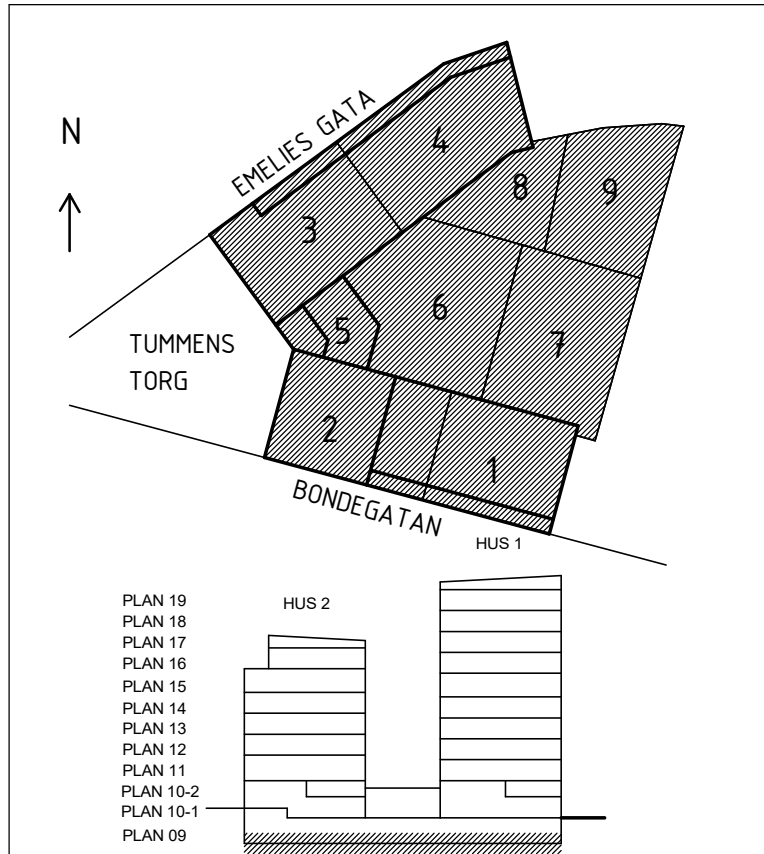 N
EMELIES GATA
4
3
8
9
5
6
7
TUMMENS
TORG
2
1
BONDEGATAN
HUS 1
HUS 2
PLAN 19
PLAN 18
PLAN 17
PLAN 16
PLAN 15
PLAN 14
PLAN 13
PLAN 12
PLAN 11
PLAN 10-2
PLAN 10-1
PLAN 09